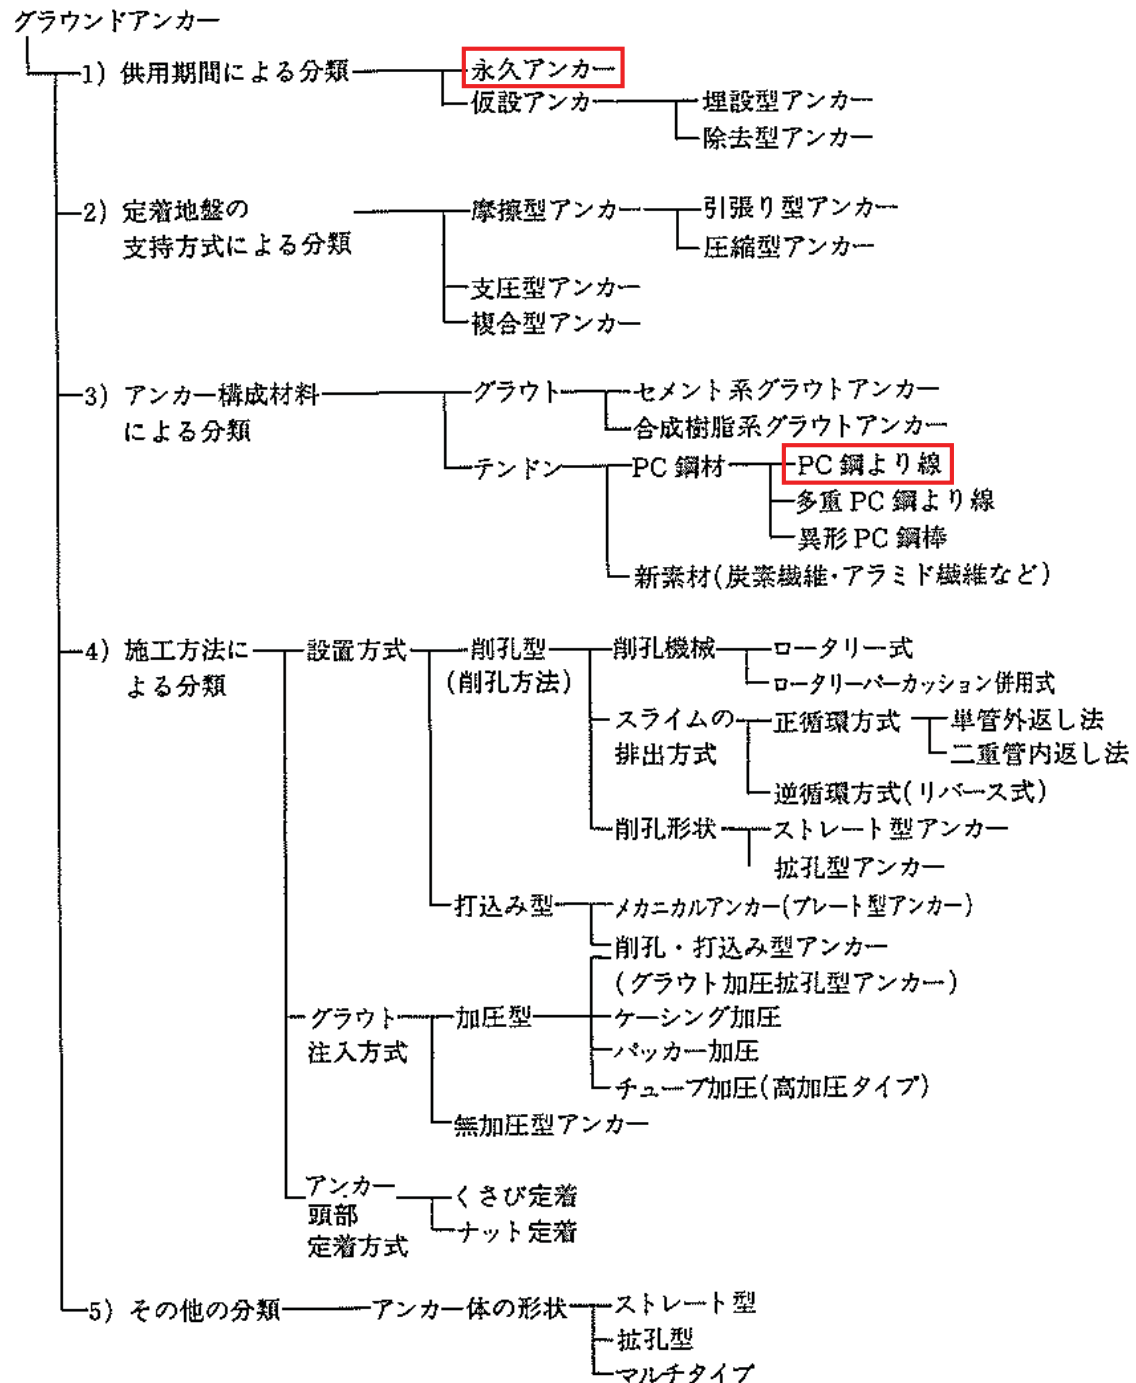 グラウンドアンカー
1) 供用期間による分類 永久アンカー
仮設アンカー 埋設型アンカー
除去型アンカー
2) 定着地盤の 摩擦型アンカー 引張り型アンカー
支持方式による分類 圧縮型アンカー
支圧型アンカー
複合型アンカー
3) アンカー構成材料 グラウト セメント系グラウトアンカー
による分類 合成樹脂系グラウトアンカー
テンドン PC 鋼材 PC 鋼より線
多重 PC 鋼より線
異形 PC 鋼棒
新素材(炭素繊維・アラミド繊維など)
4) 施工方法に 設置方式 削孔型 削孔機械 ロータリー式
よる分類 (削孔方法) ロータリーパーカッション併用式
スライムの 正循環方式 単管外返し法
排出方式 二重管内返し法
逆循環方式(リバース式)
削孔形状 ストレート型アンカー
拡孔型アンカー
打込み型 メカニカルアンカー(プレート型アンカー)
削孔・打込み型アンカー
(グラウト加圧拡孔型アンカー)
グラウト 加圧型 ケーシング加圧
注入方式 パッカー加圧
チューブ加圧(高加圧タイプ)
無加圧型アンカー
アンカー くさび定着
頭部 ナット定着
定着方式
5) その他の分類 アンカー体の形状 ストレート型
拡孔型
マルチタイプ